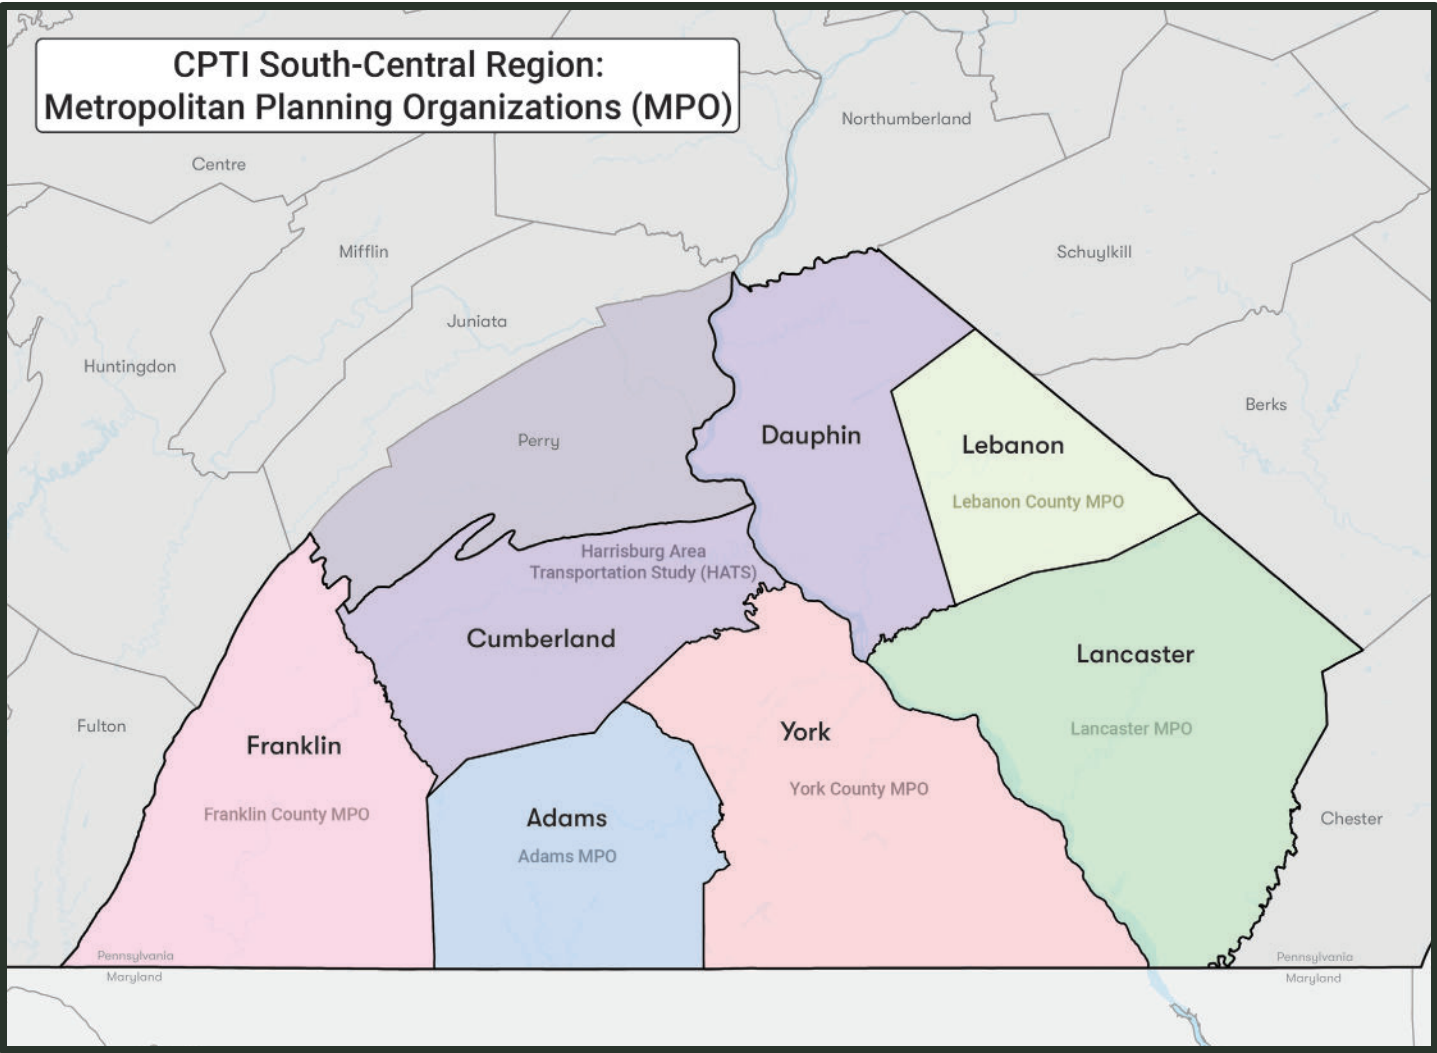 CPTI South-Central Region:
Metropolitan Planning Organizations (MPO)
Northumberland
Centre
Mifflin
Schuylkill
Juniata
Huntingdon
Berks
Perry
Dauphin
Lebanon
Lebanon County MPO
Harrisburg Area
Transportation Study (HATS)
Cumberland
Lancaster
Fulton
Franklin
York
Lancaster MPO
York County MPO
Franklin County MPO
Adams
Chester
Adams MPO
Pennsylvania
Maryland
Pennsylvania
Maryland